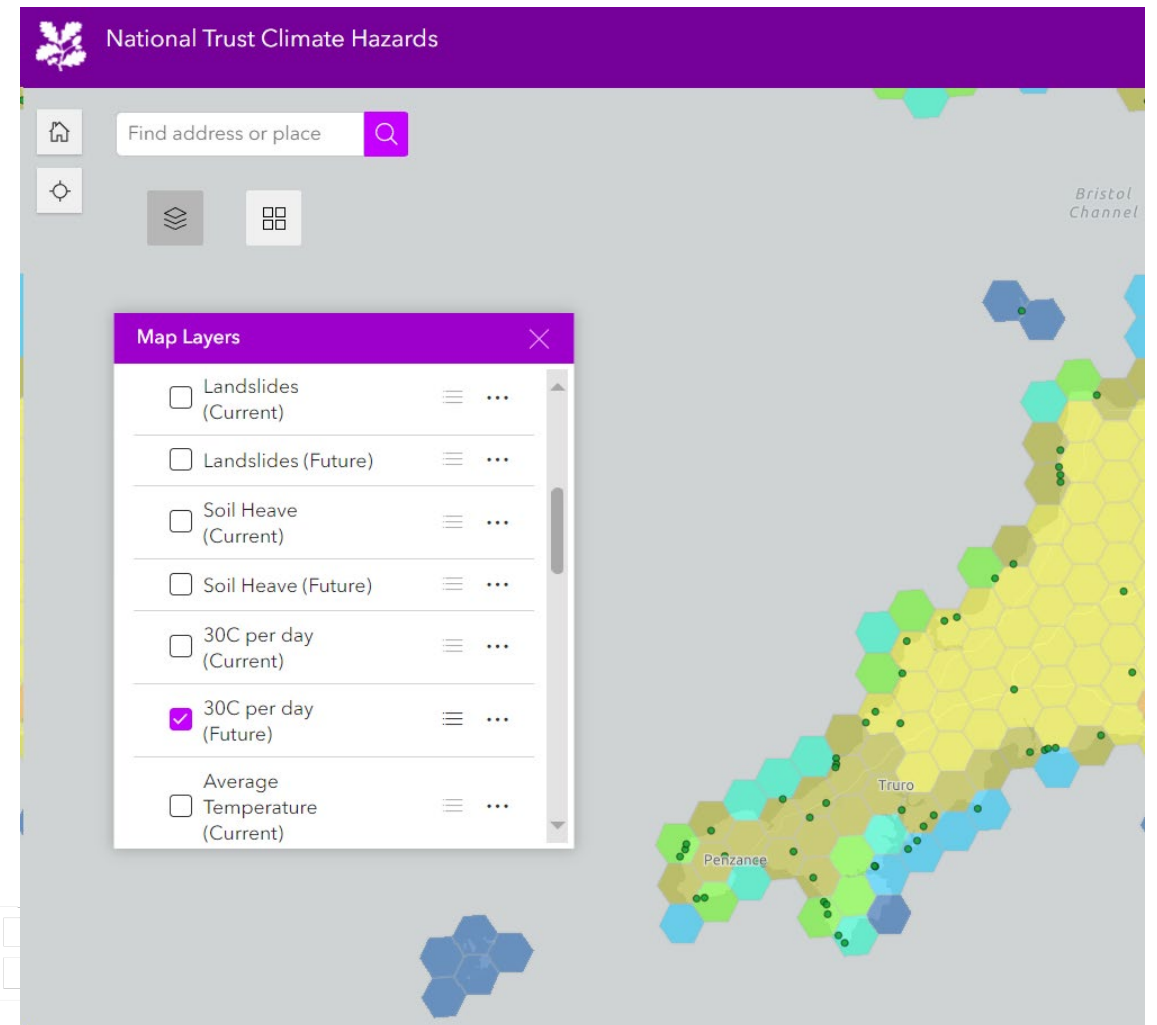 National Trust Climate Hazards
Find address or place
Bristol
Channel
Map Layers
Landslides
(Current)
Landslides (Future)
Soil Heave
(Current)
Soil Heave (Future)
30C per day
(Current)
30C per day
(Future)
Average
Temperature
(Current)
Truro
Penzance